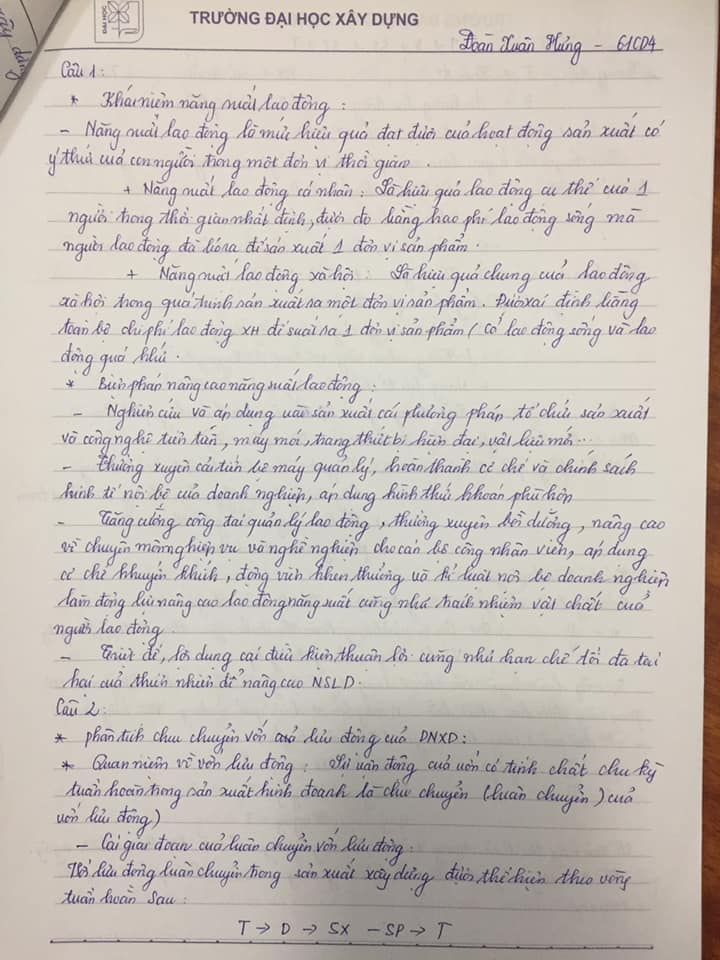 xây dựng
ĐẠI HỌC
TRƯỜNG ĐẠI HỌC XÂY DỰNG
Đoàn Xuân Hưng - 61CD4
Câu 1:
* Khái niệm năng suất lao động :
- Năng suất lao động là mức hiệu quả đạt được của hoạt động sản xuất có
ý thức của con người trong một đơn vị thời gian .
+ Năng suất lao động cá nhân : Là hiệu quả lao động cụ thể của 1
người trong thời gian nhất định, được đo bằng hao phí lao động sống mà
người lao động đã bỏ ra để sản xuất 1 đơn vị sản phẩm .
+ Năng suất lao động xã hội : Là hiệu quả chung của lao động
xã hội trong quá trình sản xuất ra một đơn vị sản phẩm . Được xác định bằng
toàn bộ chi phí lao động XH để suất ra 1 đơn vị sản phẩm ( Cả lao động sống và lao
động quá khứ .
* Biện pháp nâng cao năng suất lao động :
- Nghiên cứu và áp dụng vào sản xuất các phương pháp tổ chức sản xuất
và công nghệ tiên tiến , máy mới , trang thiết bị hiện đại , vật liệu mới ...
- Thường xuyên cải tiến bộ máy quản lý , hoàn thành cơ chế và chính sách
kinh tế nội bộ của doanh nghiệp , áp dụng hình thức khoán phù hợp
- Tăng cường công tác quản lý lao động , thường xuyên bồi dưỡng , nâng cao
về chuyên môn nghiệp vụ và nghề nghiệp cho cán bộ công nhân viên , áp dụng
cơ chế khuyến khích , động viên khen thưởng và kỉ luật nội bộ doanh nghiệp
làm động lực nâng cao lao động năng suất cũng như trách nhiệm vật chất của
người lao động .
- Triệt để , lợi dụng các điều kiện thuận lợi cũng như hạn chế tối đa tác
hại của thiên nhiên để nâng cao NSLD .
Câu 2 :
* phân tích chu chuyển vốn lưu động của DNXD :
* Quan niệm về vốn lưu động : Sự vận động của vốn có tính chất chu kỳ
tuần hoàn trong sản xuất kinh doanh là chu chuyển ( luân chuyển ) của
vốn lưu động )
- Các giai đoạn của luân chuyển vốn lưu động .
Vốn lưu động luân chuyển trong sản xuất xây dựng được thể hiện theo vòng
tuần hoàn sau :
T → D → SX - SP → T